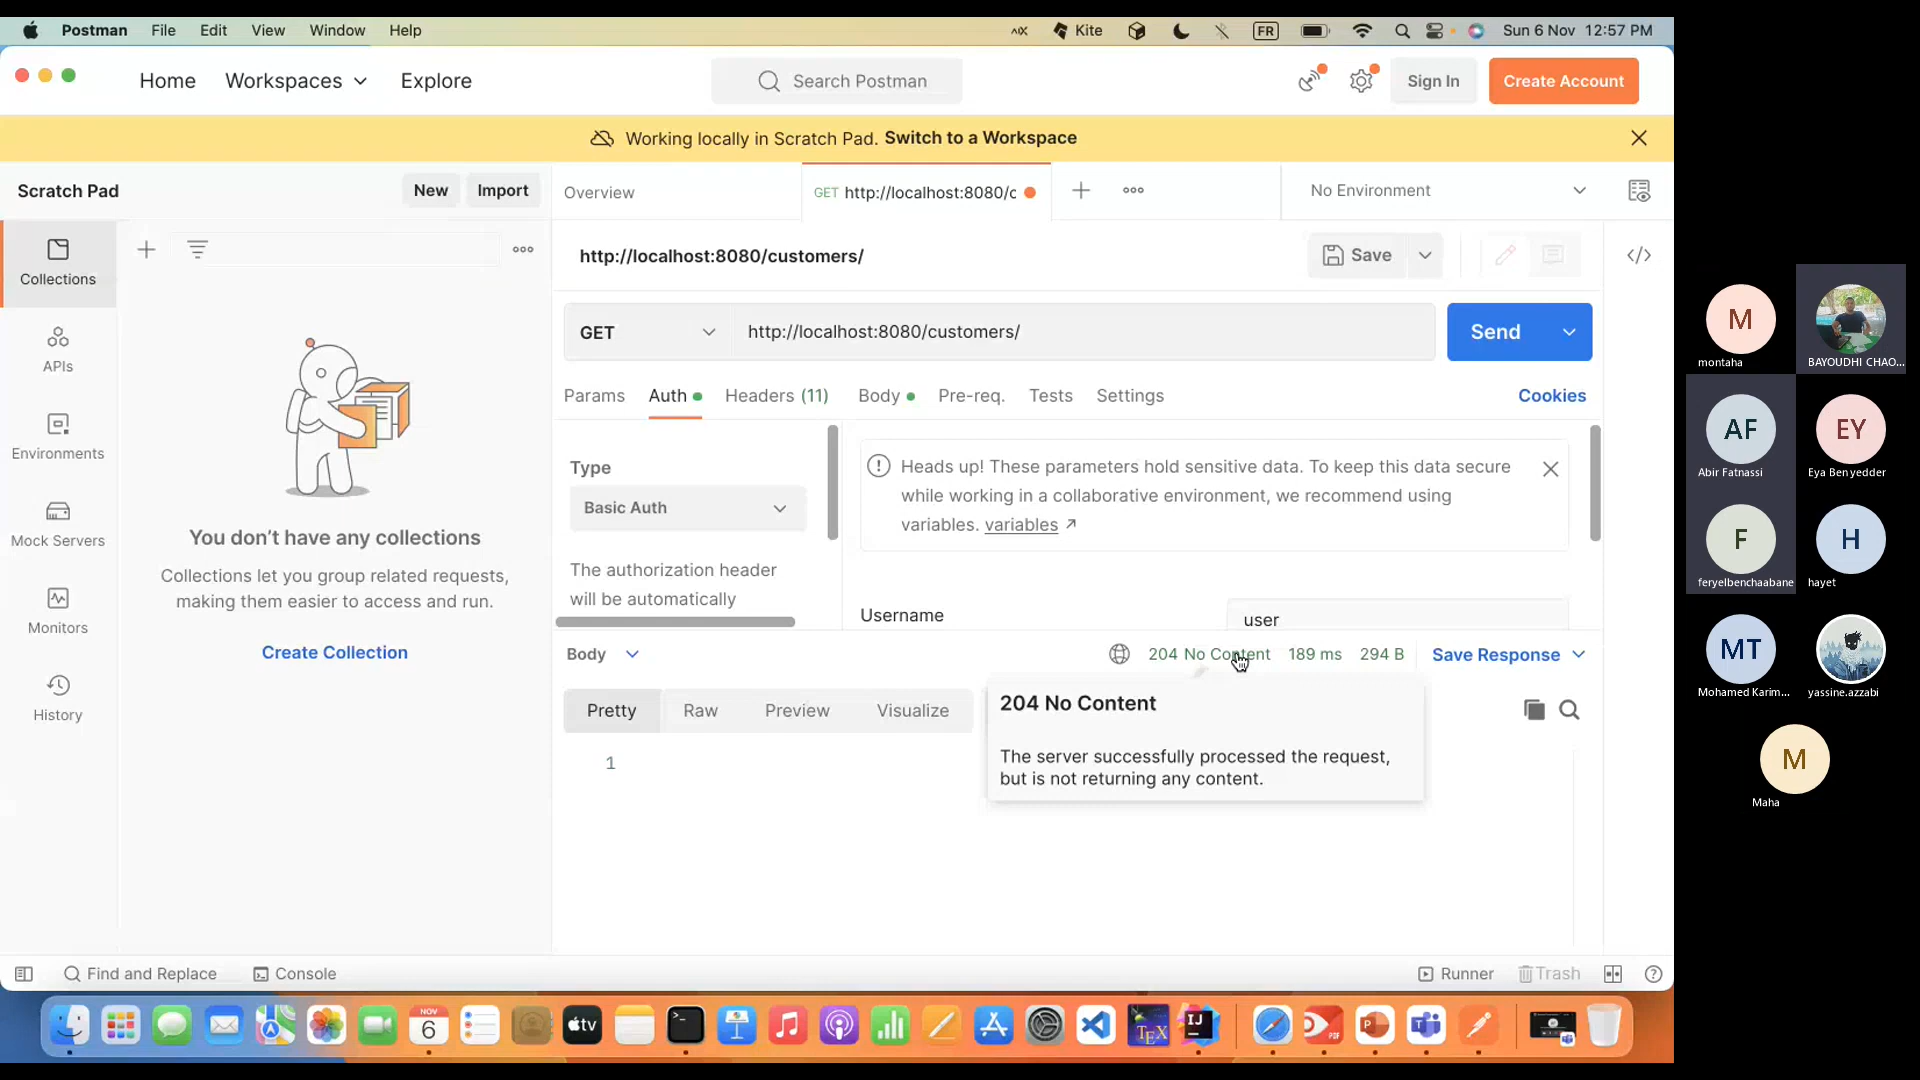 Postman File Edit View Window Help
Kite FR Sun 6 Nov 12:57 PM
Home Workspaces Explore Search Postman Sign In Create Account
Working locally in Scratch Pad. Switch to a Workspace
Scratch Pad New Import
Overview GET http://localhost:8080/c No Environment
Collections
APIs
Environments
Mock Servers
Monitors
History
You don't have any collections
Collections let you group related requests,
making them easier to access and run.
Create Collection
http://localhost:8080/customers/ Save
GET http://localhost:8080/customers/ Send
Params Auth Headers (11) Body Pre-req. Tests Settings Cookies
Type
Basic Auth
The authorization header
will be automatically
Heads up! These parameters hold sensitive data. To keep this data secure
while working in a collaborative environment, we recommend using
variables. variables
Username user
Body 204 No Content 189 ms 294 B Save Response
Pretty Raw Preview Visualize
204 No Content
The server successfully processed the request,
but is not returning any content.
1
Find and Replace Console Runner Trash
NOV
6
tv
TEX
IJ
PDF
M
montaha
BAYOUDHI CHAO...
AF
Abir Fatnassi
EY
Eya Benyedder
F
feryelbenchaabane
H
hayet
MT
Mohamed Karim...
yassine.azzabi
M
Maha